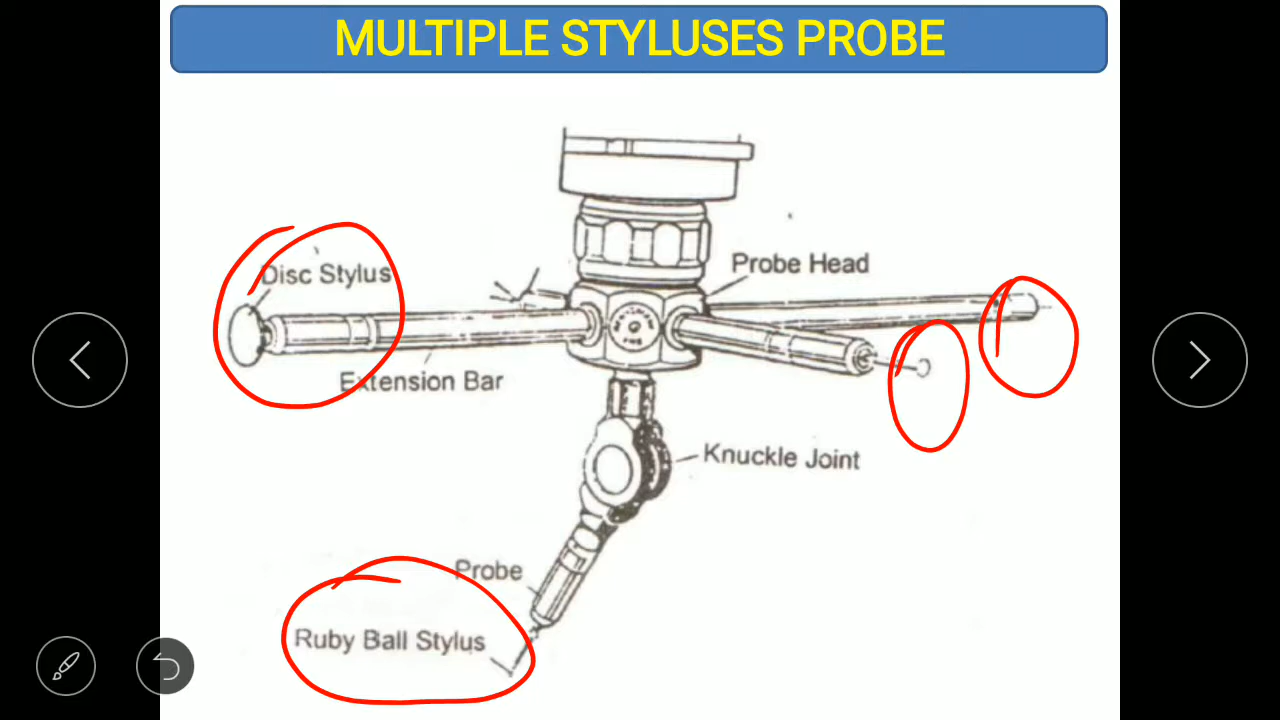 MULTIPLE STYLUSES PROBE
Probe Head
Disc Stylus
Extension Bar
Knuckle Joint
Probe
Ruby Ball Stylus